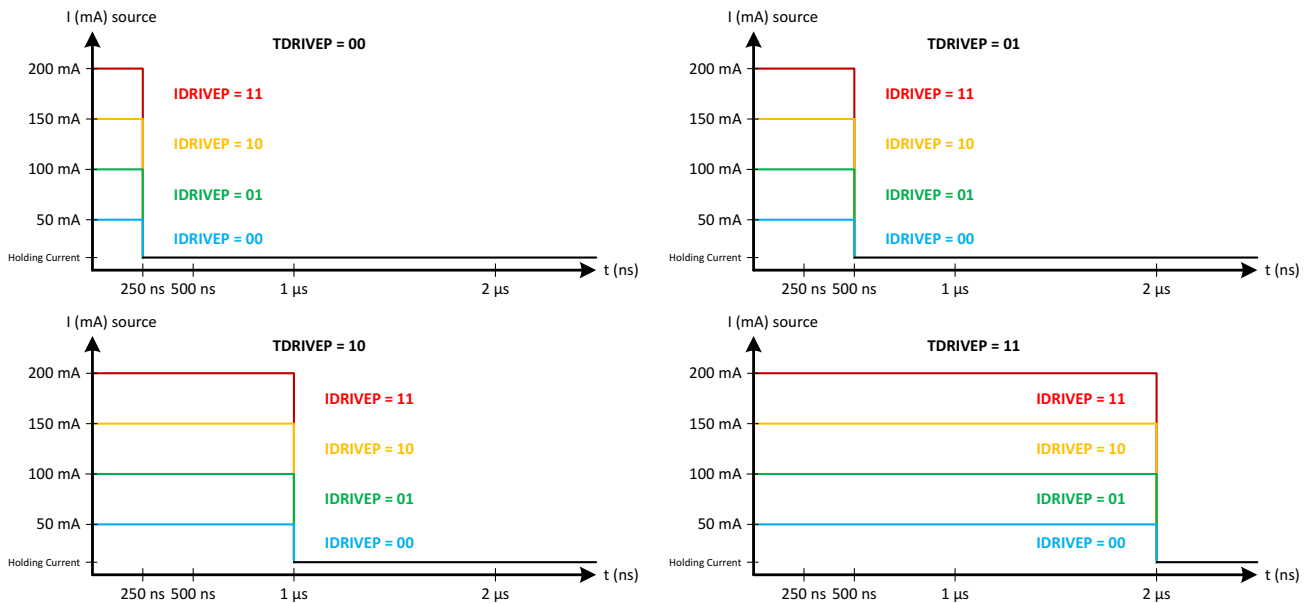 I (mA) source
TDRIVEP = 00
200 mA
IDRIVEP = 11
150 mA
IDRIVEP = 10
100 mA
IDRIVEP = 01
50 mA
IDRIVEP = 00
Holding Current
t (ns)
250 ns 500 ns 1 µs 2 µs
I (mA) source
TDRIVEP = 01
200 mA
IDRIVEP = 11
150 mA
IDRIVEP = 10
100 mA
IDRIVEP = 01
50 mA
IDRIVEP = 00
Holding Current
t (ns)
250 ns 500 ns 1 µs 2 µs
I (mA) source
TDRIVEP = 10
200 mA
IDRIVEP = 11
150 mA
IDRIVEP = 10
100 mA
IDRIVEP = 01
50 mA
IDRIVEP = 00
Holding Current
t (ns)
250 ns 500 ns 1 µs 2 µs
I (mA) source
TDRIVEP = 11
200 mA
IDRIVEP = 11
150 mA
IDRIVEP = 10
100 mA
IDRIVEP = 01
50 mA
IDRIVEP = 00
Holding Current
t (ns)
250 ns 500 ns 1 µs 2 µs